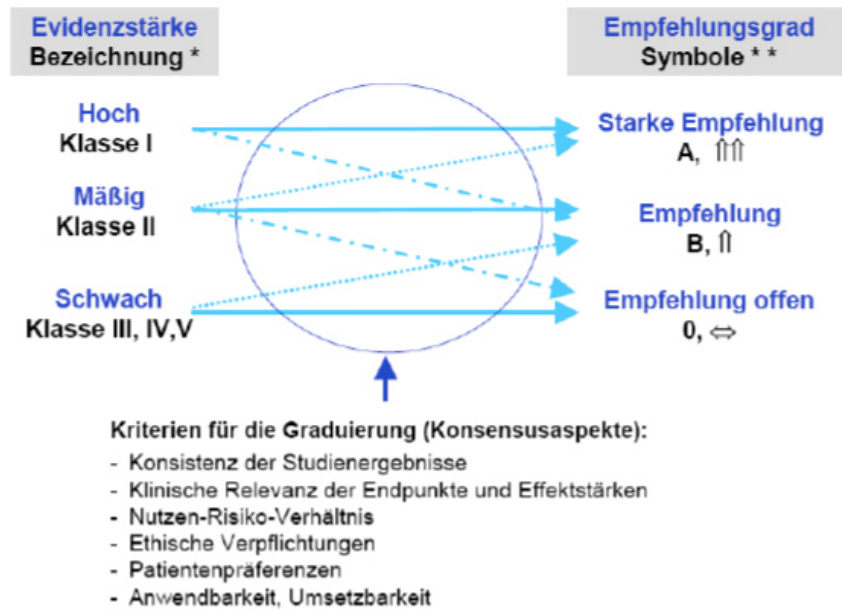 Evidenzstärke
Bezeichnung *
Empfehlungsgrad
Symbole * *
Hoch
Klasse I
Starke Empfehlung
A, ⇑⇑
Mäßig
Klasse II
Empfehlung
B, ⇑
Schwach
Klasse III, IV,V
Empfehlung offen
0, ⇔
Kriterien für die Graduierung (Konsensusaspekte):
- Konsistenz der Studienergebnisse
- Klinische Relevanz der Endpunkte und Effektstärken
- Nutzen-Risiko-Verhältnis
- Ethische Verpflichtungen
- Patientenpräferenzen
- Anwendbarkeit, Umsetzbarkeit